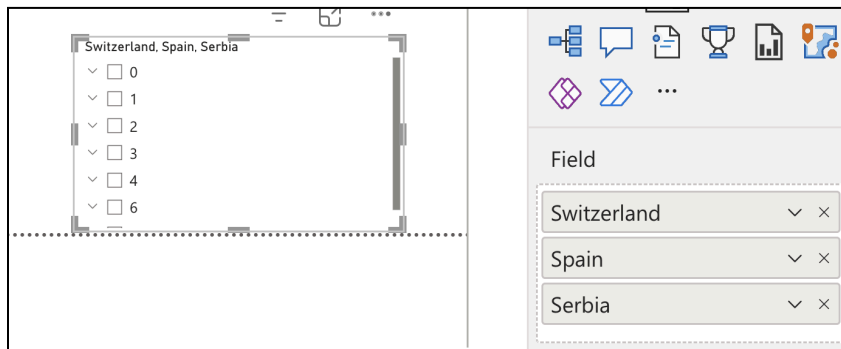 Switzerland, Spain, Serbia
0
1
2
3
4
6
Field
Switzerland
Spain
Serbia